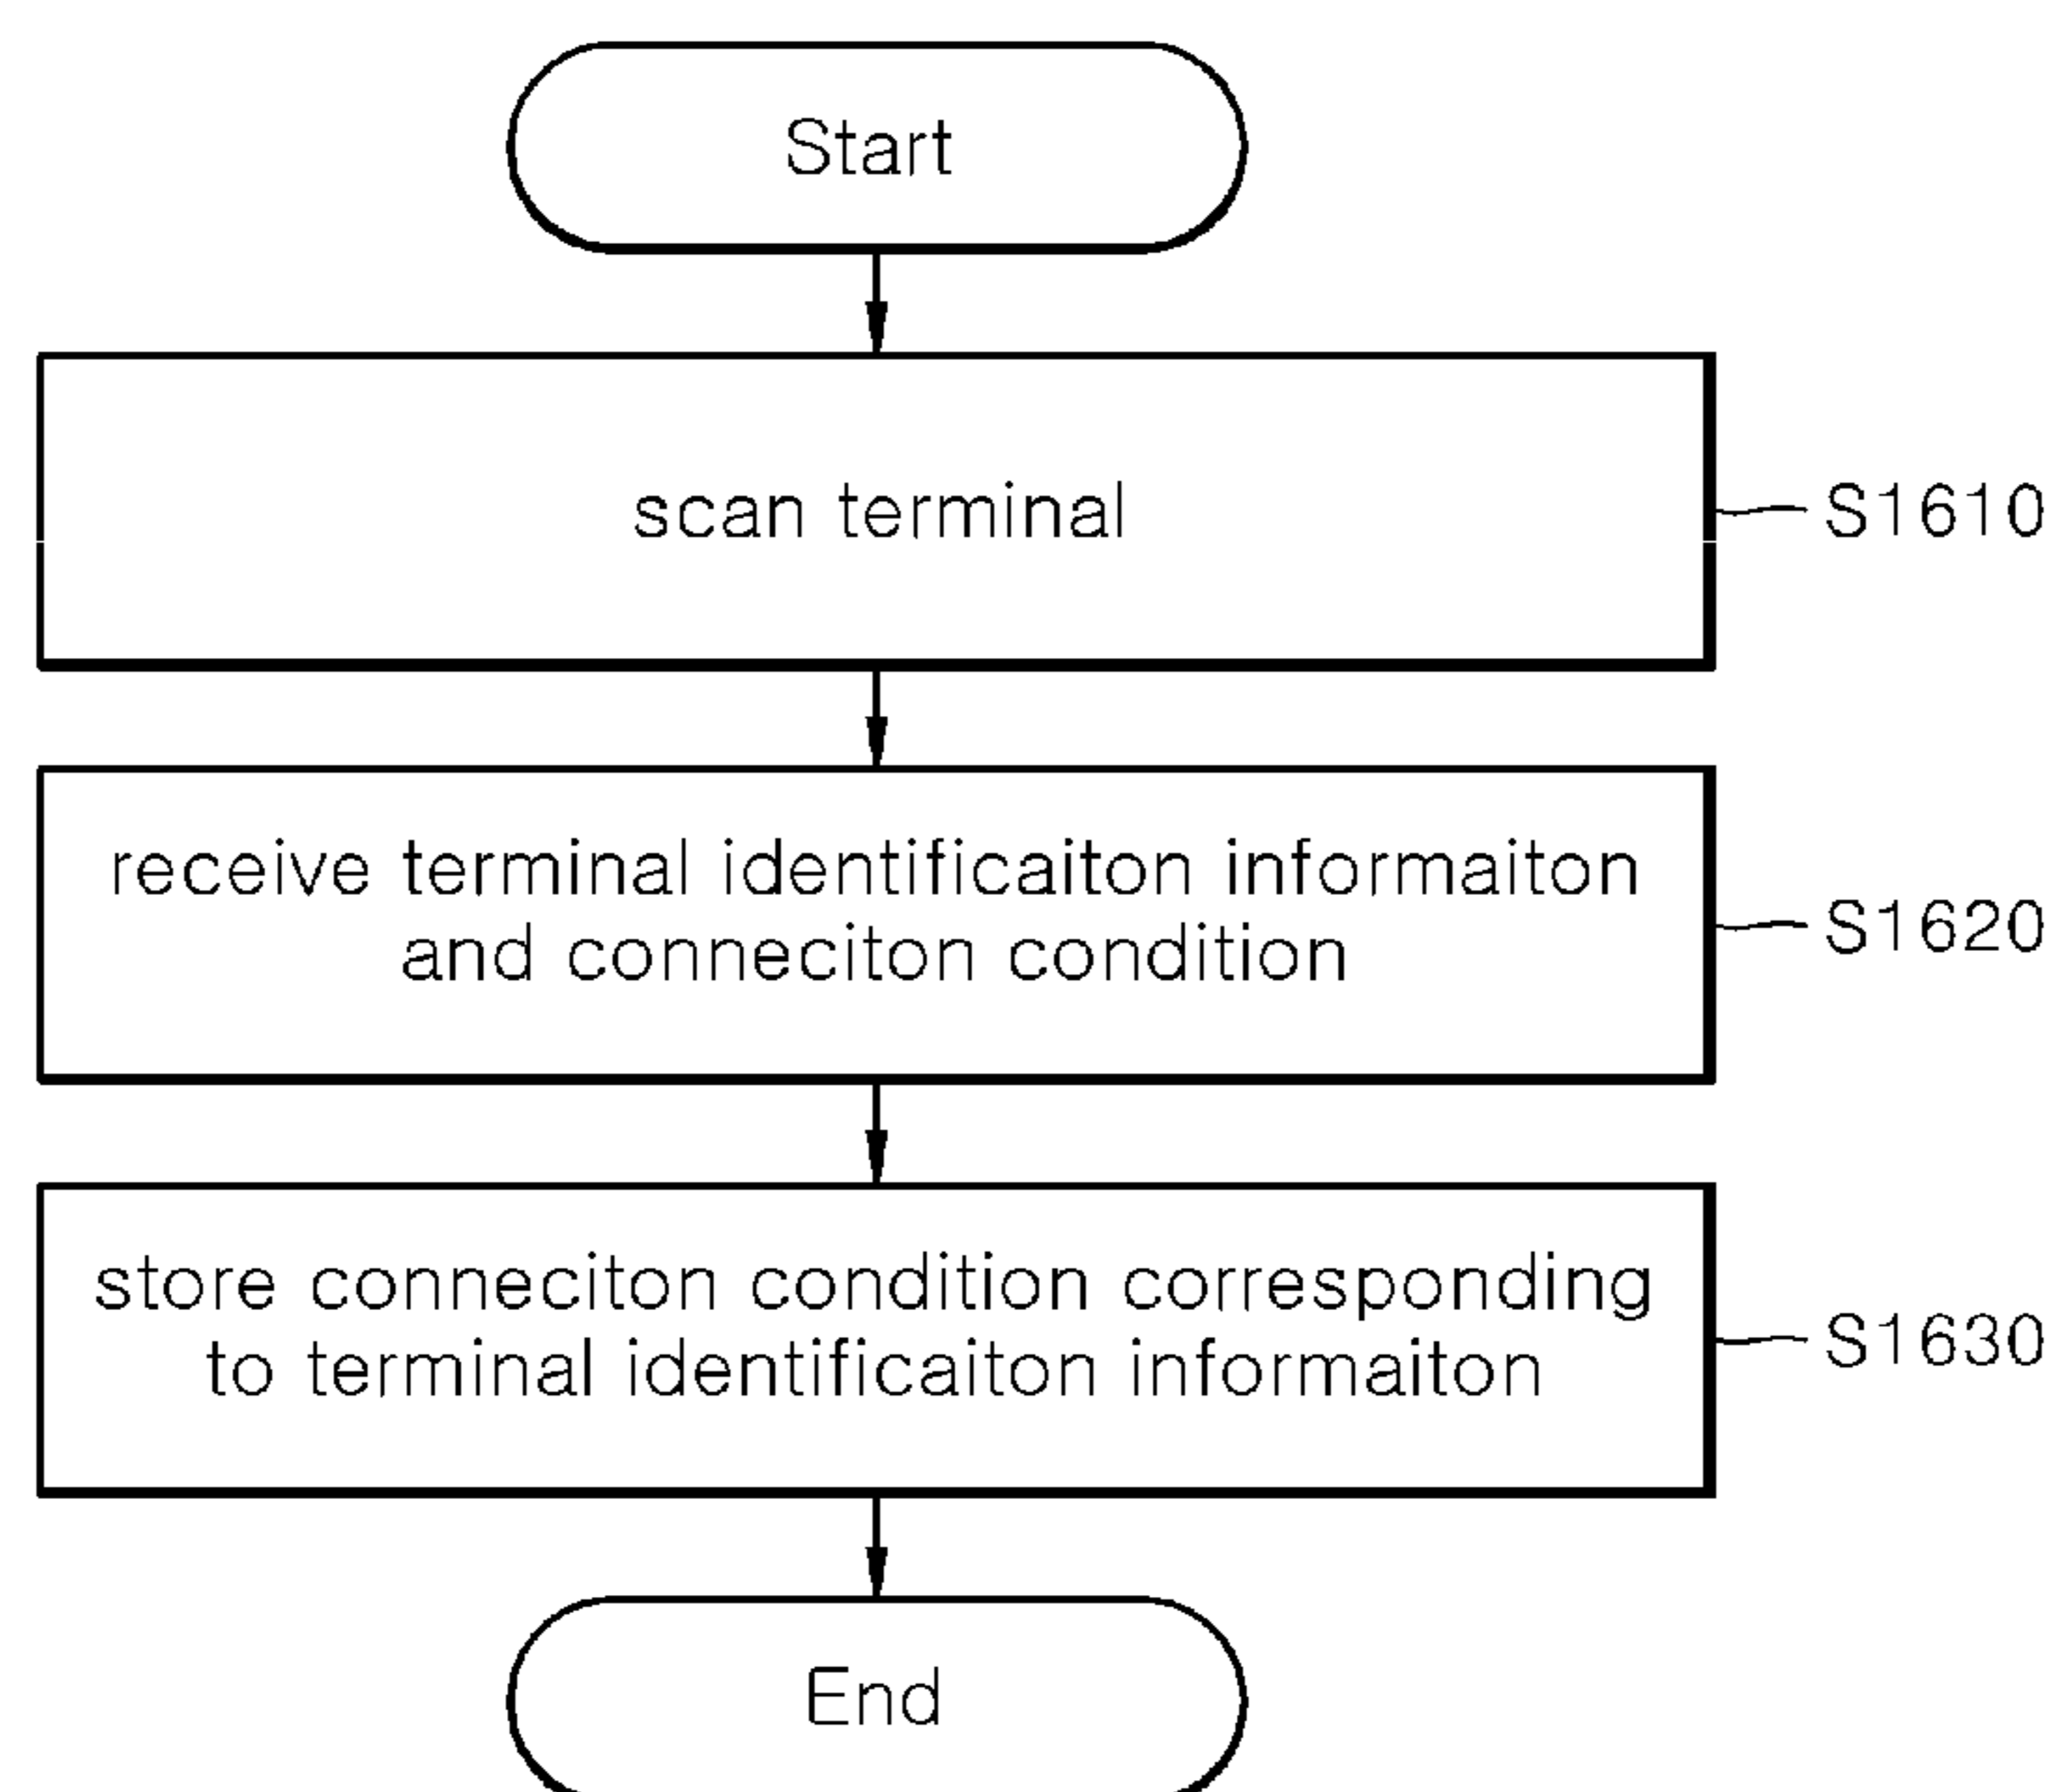 Start
scan terminal
S1610
receive terminal identificaiton informaiton
and conneciton condition
S1620
store conneciton condition corresponding
to terminal identificaiton informaiton
S1630
End